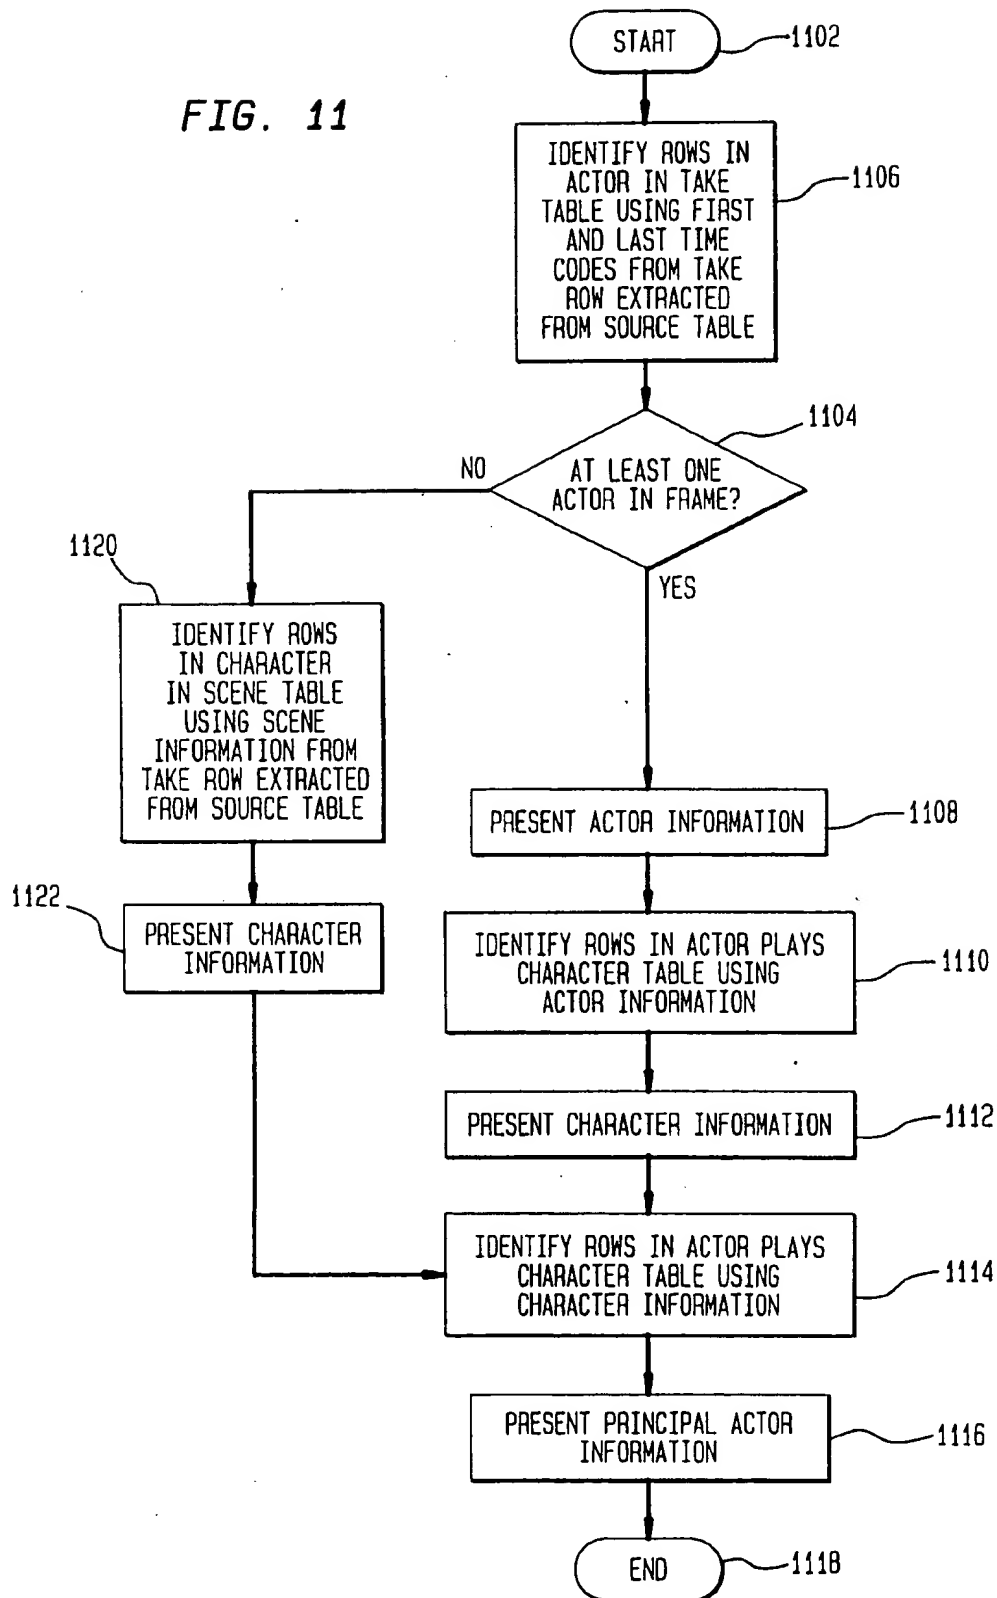 START
1102
FIG. 11
IDENTIFY ROWS IN
ACTOR IN TAKE
TABLE USING FIRST
AND LAST TIME
CODES FROM TAKE
ROW EXTRACTED
FROM SOURCE TABLE
1106
1104
AT LEAST ONE
ACTOR IN FRAME?
NO
YES
1120
IDENTIFY ROWS
IN CHARACTER
IN SCENE TABLE
USING SCENE
INFORMATION FROM
TAKE ROW EXTRACTED
FROM SOURCE TABLE
1122
PRESENT CHARACTER
INFORMATION
PRESENT ACTOR INFORMATION
1108
IDENTIFY ROWS IN ACTOR PLAYS
CHARACTER TABLE USING
ACTOR INFORMATION
1110
PRESENT CHARACTER INFORMATION
1112
IDENTIFY ROWS IN ACTOR PLAYS
CHARACTER TABLE USING
CHARACTER INFORMATION
1114
PRESENT PRINCIPAL ACTOR
INFORMATION
1116
END
1118